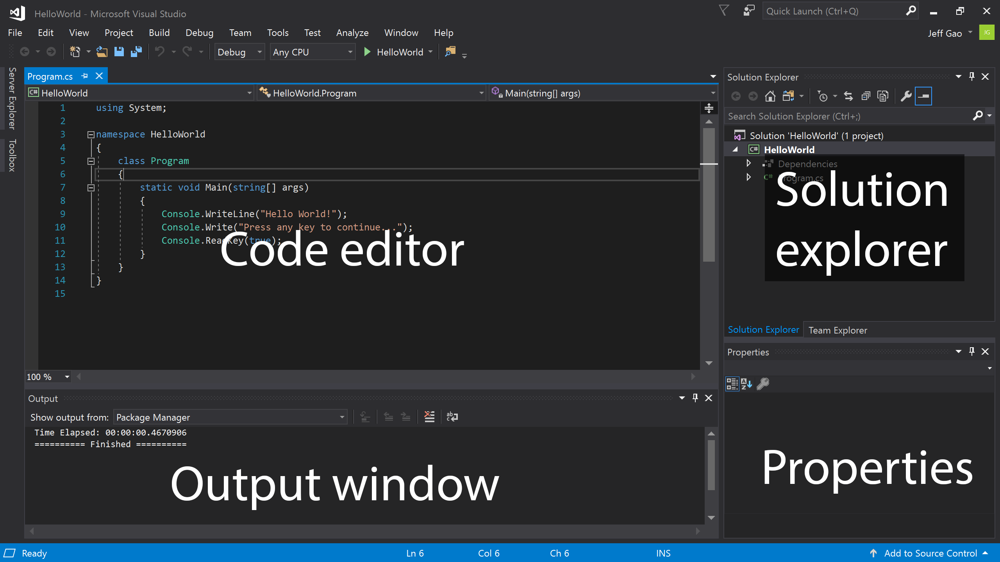 HelloWorld - Microsoft Visual Studio
Quick Launch (Ctrl+Q)
File Edit View Project Build Debug Team Tools Test Analyze Window Help
Jeff Gao JG
Debug Any CPU HelloWorld
Server Explorer
Toolbox
Program.cs
C# HelloWorld HelloWorld.Program Main(string[] args)
1 using System;
2
3 namespace HelloWorld
4 {
5 class Program
6 {
7 static void Main(string[] args)
8 {
9 Console.WriteLine("Hello World!");
10 Console.Write("Press any key to continue...");
11 Console.ReadKey(true);
12 }
13 }
14 }
15
Code editor
100 %
Solution Explorer
Search Solution Explorer (Ctrl+;)
Solution 'HelloWorld' (1 project)
C# HelloWorld
Dependencies
C# Program.cs
Solution
explorer
Solution Explorer Team Explorer
Properties
Properties
Output
Show output from: Package Manager
Time Elapsed: 00:00:00.4670906
========== Finished ==========
Output window
Ready Ln 6 Col 6 Ch 6 INS Add to Source Control